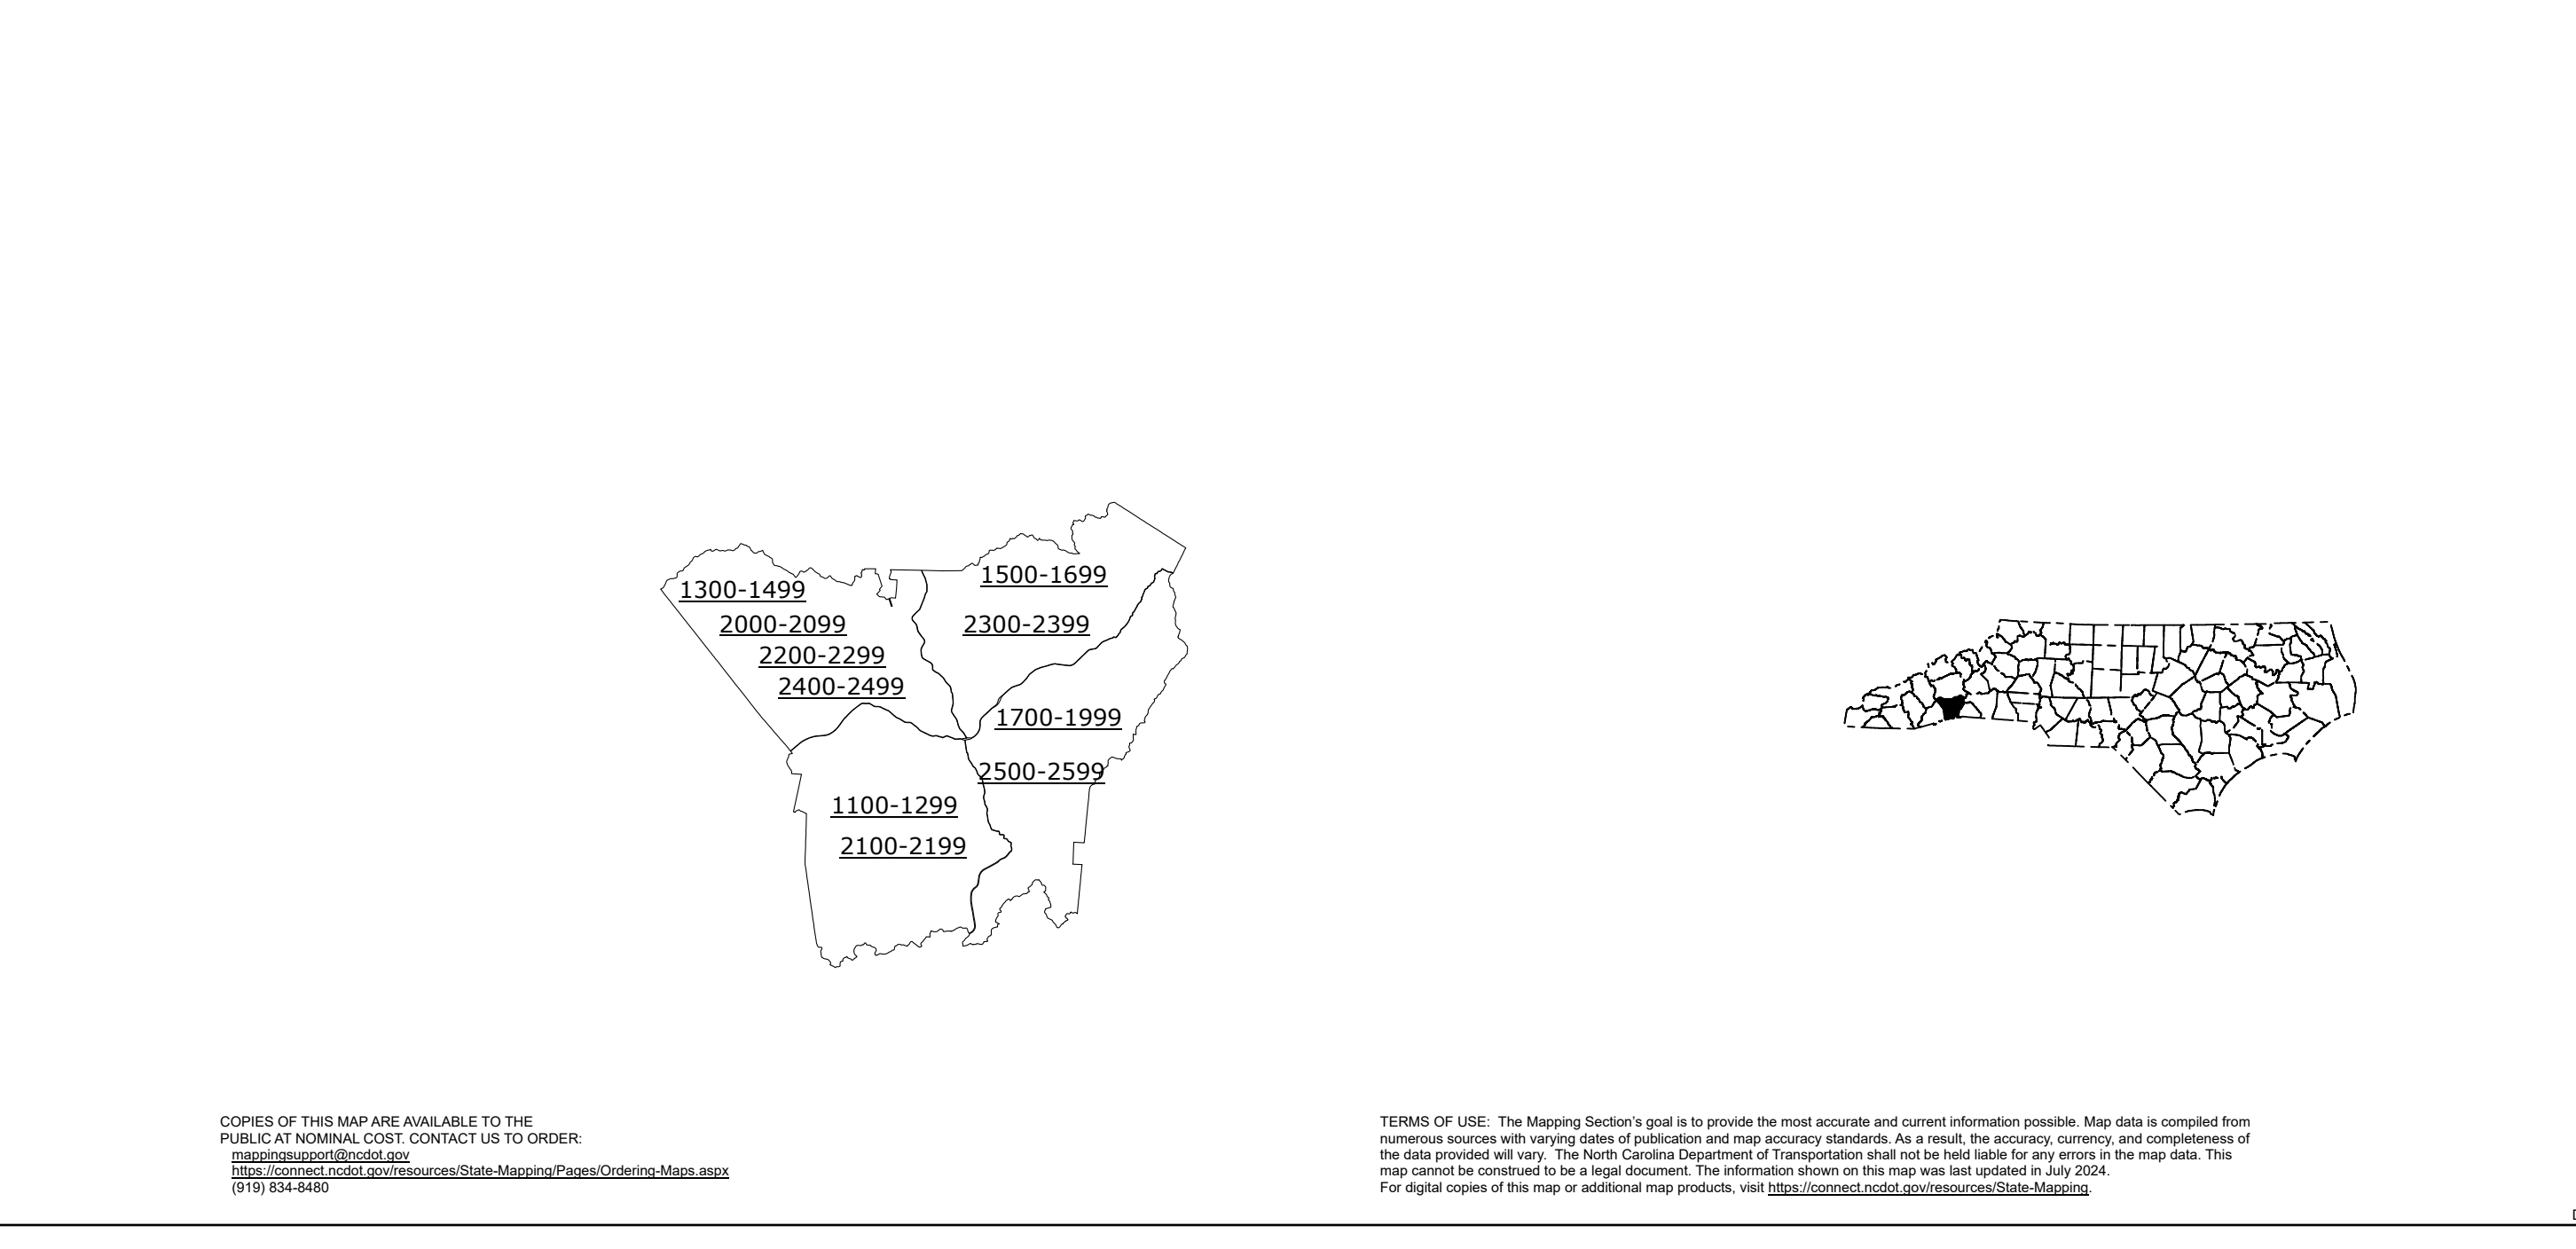 1500-1699
1300-1499
2300-2399
2000-2099
2200-2299
2400-2499
1700-1999
2500-2599
1100-1299
2100-2199
COPIES OF THIS MAP ARE AVAILABLE TO THE
PUBLIC AT NOMINAL COST. CONTACT US TO ORDER:
mappingsupport@ncdot.gov
https://connect.ncdot.gov/resources/State-Mapping/Pages/Ordering-Maps.aspx
(919) 834-8480
TERMS OF USE:  The Mapping Section’s goal is to provide the most accurate and current information possible. Map data is compiled from
numerous sources with varying dates of publication and map accuracy standards. As a result, the accuracy, currency, and completeness of
the data provided will vary.  The North Carolina Department of Transportation shall not be held liable for any errors in the map data. This
map cannot be construed to be a legal document. The information shown on this map was last updated in July 2024.
For digital copies of this map or additional map products, visit https://connect.ncdot.gov/resources/State-Mapping.